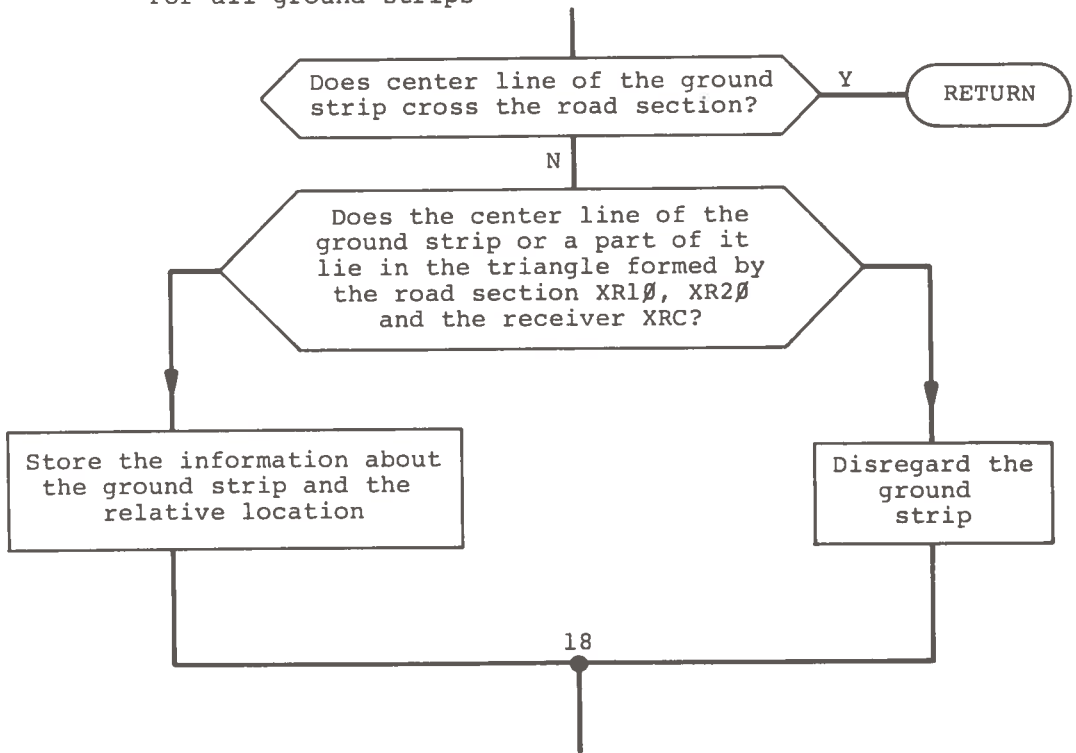 for all ground strips
Does center line of the ground
strip cross the road section?
Y
RETURN
N
Does the center line of the
ground strip or a part of it
lie in the triangle formed by
the road section XR1Ø, XR2Ø
and the receiver XRC?
Store the information about
the ground strip and the
relative location
Disregard the
ground
strip
18